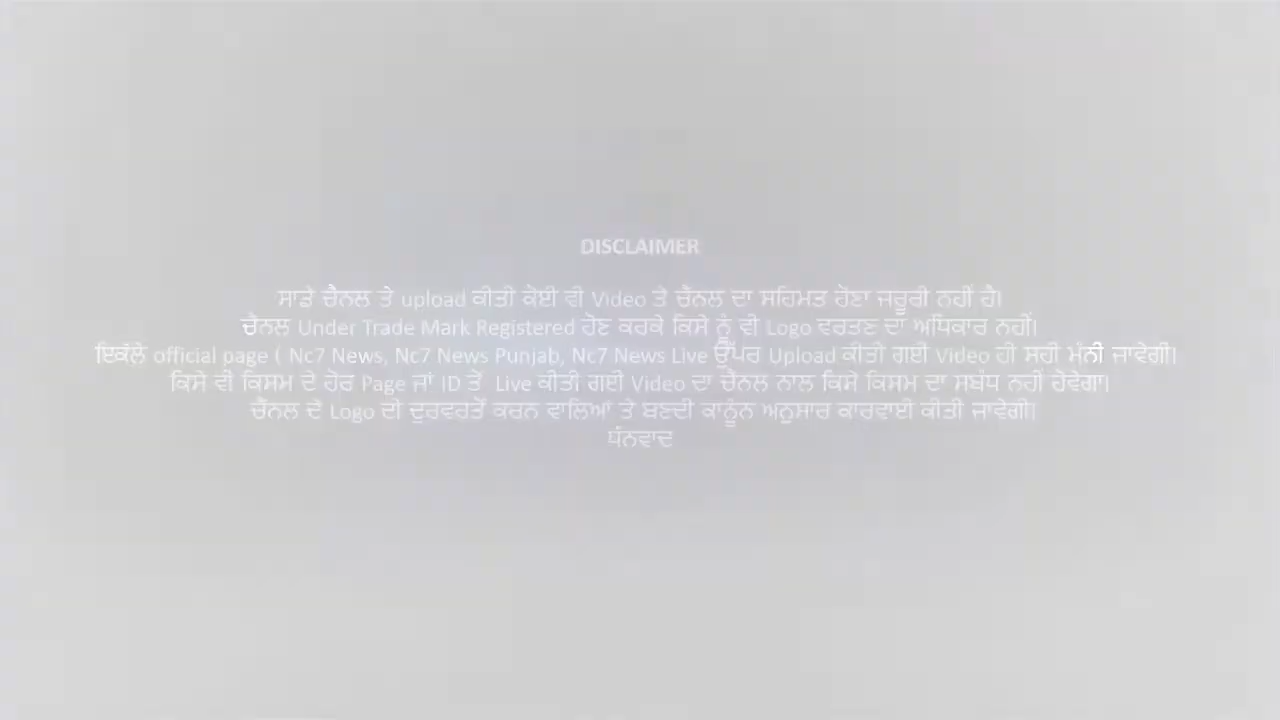 DISCLAIMER
ਸਾਡੇ ਚੈਨਲ ਤੇ upload ਕੀਤੀ ਕੋਈ ਵੀ Video ਤੇ ਚੈਨਲ ਦਾ ਸਹਿਮਤ ਹੋਣਾ ਜਰੂਰੀ ਨਹੀਂ ਹੈ।
ਚੈਨਲ Under Trade Mark Registered ਹੋਣ ਕਰਕੇ ਕਿਸੇ ਨੂੰ ਵੀ Logo ਵਰਤਣ ਦਾ ਅਧਿਕਾਰ ਨਹੀਂ।
ਇਕੱਲੇ official page ( Nc7 News, Nc7 News Punjab, Nc7 News Live ਉੱਪਰ Upload ਕੀਤੀ ਗਈ Video ਹੀ ਸਹੀ ਮੰਨੀ ਜਾਵੇਗੀ।
ਕਿਸੇ ਵੀ ਕਿਸਮ ਦੇ ਹੋਰ Page ਜਾਂ ID ਤੇ Live ਕੀਤੀ ਗਈ Video ਦਾ ਚੈਨਲ ਨਾਲ ਕਿਸੇ ਕਿਸਮ ਦਾ ਸਬੰਧ ਨਹੀਂ ਹੋਵੇਗਾ।
ਚੈਨਲ ਦੇ Logo ਦੀ ਦੁਰਵਰਤੋਂ ਕਰਨ ਵਾਲਿਆਂ ਤੇ ਬਣਦੀ ਕਾਨੂੰਨ ਅਨੁਸਾਰ ਕਾਰਵਾਈ ਕੀਤੀ ਜਾਵੇਗੀ।
ਧੰਨਵਾਦ